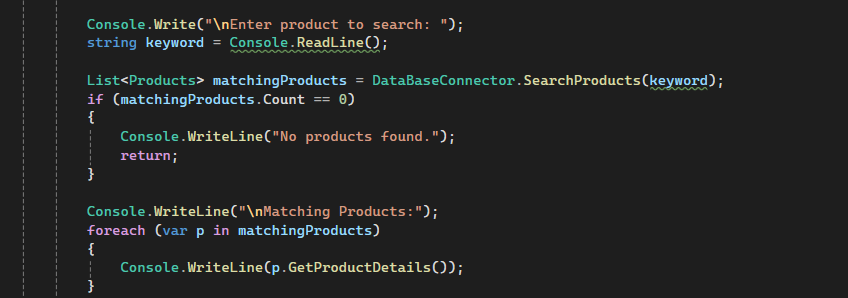 Console.Write("\nEnter product to search: ");
string keyword = Console.ReadLine();
List<Products> matchingProducts = DataBaseConnector.SearchProducts(keyword);
if (matchingProducts.Count == 0)
{
Console.WriteLine("No products found.");
return;
}
Console.WriteLine("\nMatching Products:");
foreach (var p in matchingProducts)
{
Console.WriteLine(p.GetProductDetails());
}